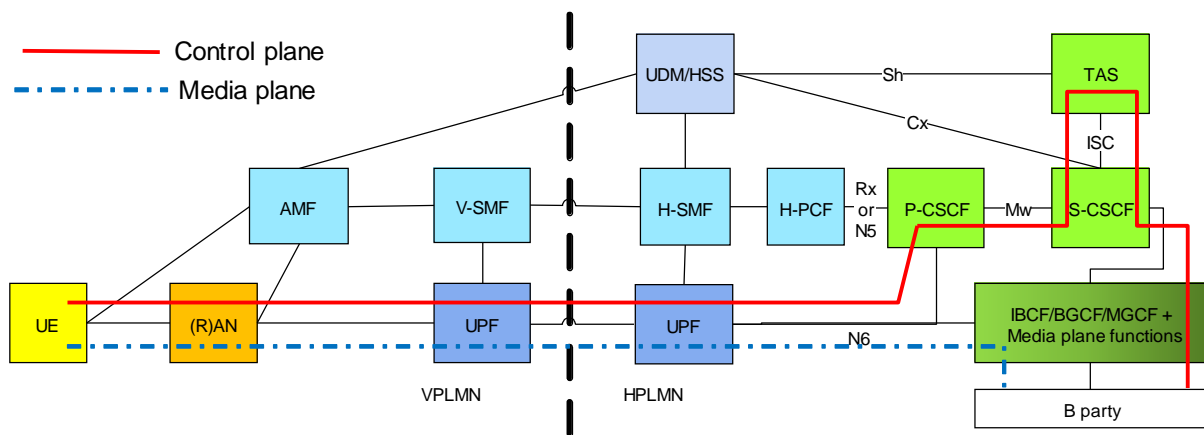 Control plane
Media plane
UDM/HSS
Sh
TAS
Cx
ISC
AMF
V-SMF
H-SMF
H-PCF
Rx
or
N5
P-CSCF
Mw
S-CSCF
UE
(R)AN
UPF
UPF
N6
IBCF/BGCF/MGCF +
Media plane functions
VPLMN
HPLMN
B party